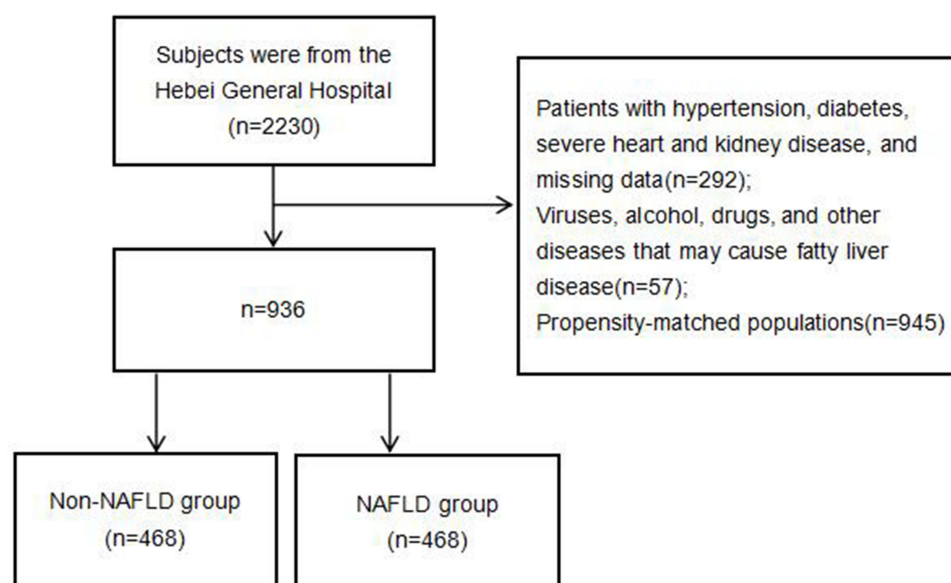 Subjects were from the
Hebei General Hospital
(n=2230)
Patients with hypertension, diabetes,
severe heart and kidney disease, and
missing data(n=292);
Viruses, alcohol, drugs, and other
diseases that may cause fatty liver
disease(n=57);
Propensity-matched populations(n=945)
n=936
Non-NAFLD group
(n=468)
NAFLD group
(n=468)